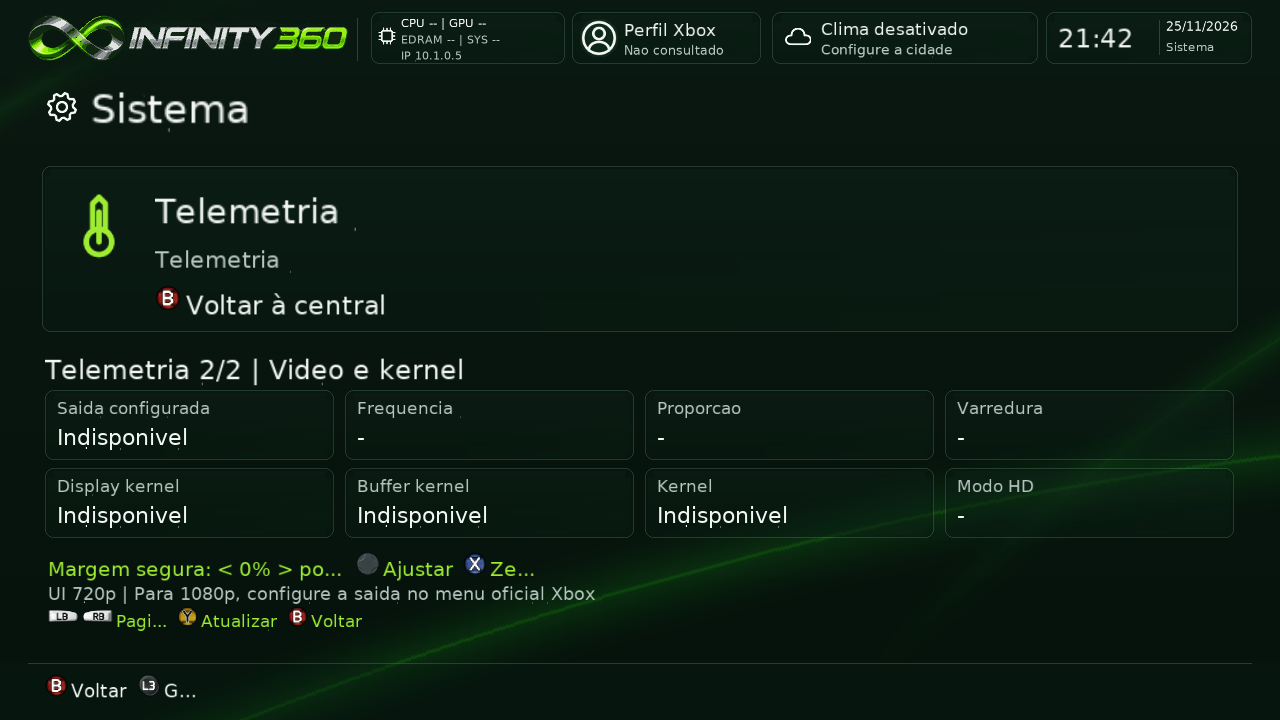 INFINITY 360
CPU -- | GPU --
EDRAM -- | SYS --
IP 10.1.0.5
Perfil Xbox
Nao consultado
Clima desativado
Configure a cidade
21:42
25/11/2026
Sistema
Sistema
Telemetria
Telemetria
B Voltar à central
Telemetria 2/2 | Video e kernel
Saida configurada
Indisponivel
Frequencia
-
Proporcao
-
Varredura
-
Display kernel
Indisponivel
Buffer kernel
Indisponivel
Kernel
Indisponivel
Modo HD
-
Margem segura: < 0% > po... Ajustar X Ze...
UI 720p | Para 1080p, configure a saida no menu oficial Xbox
LB RB Pagi... Y Atualizar B Voltar
B Voltar L3 G...